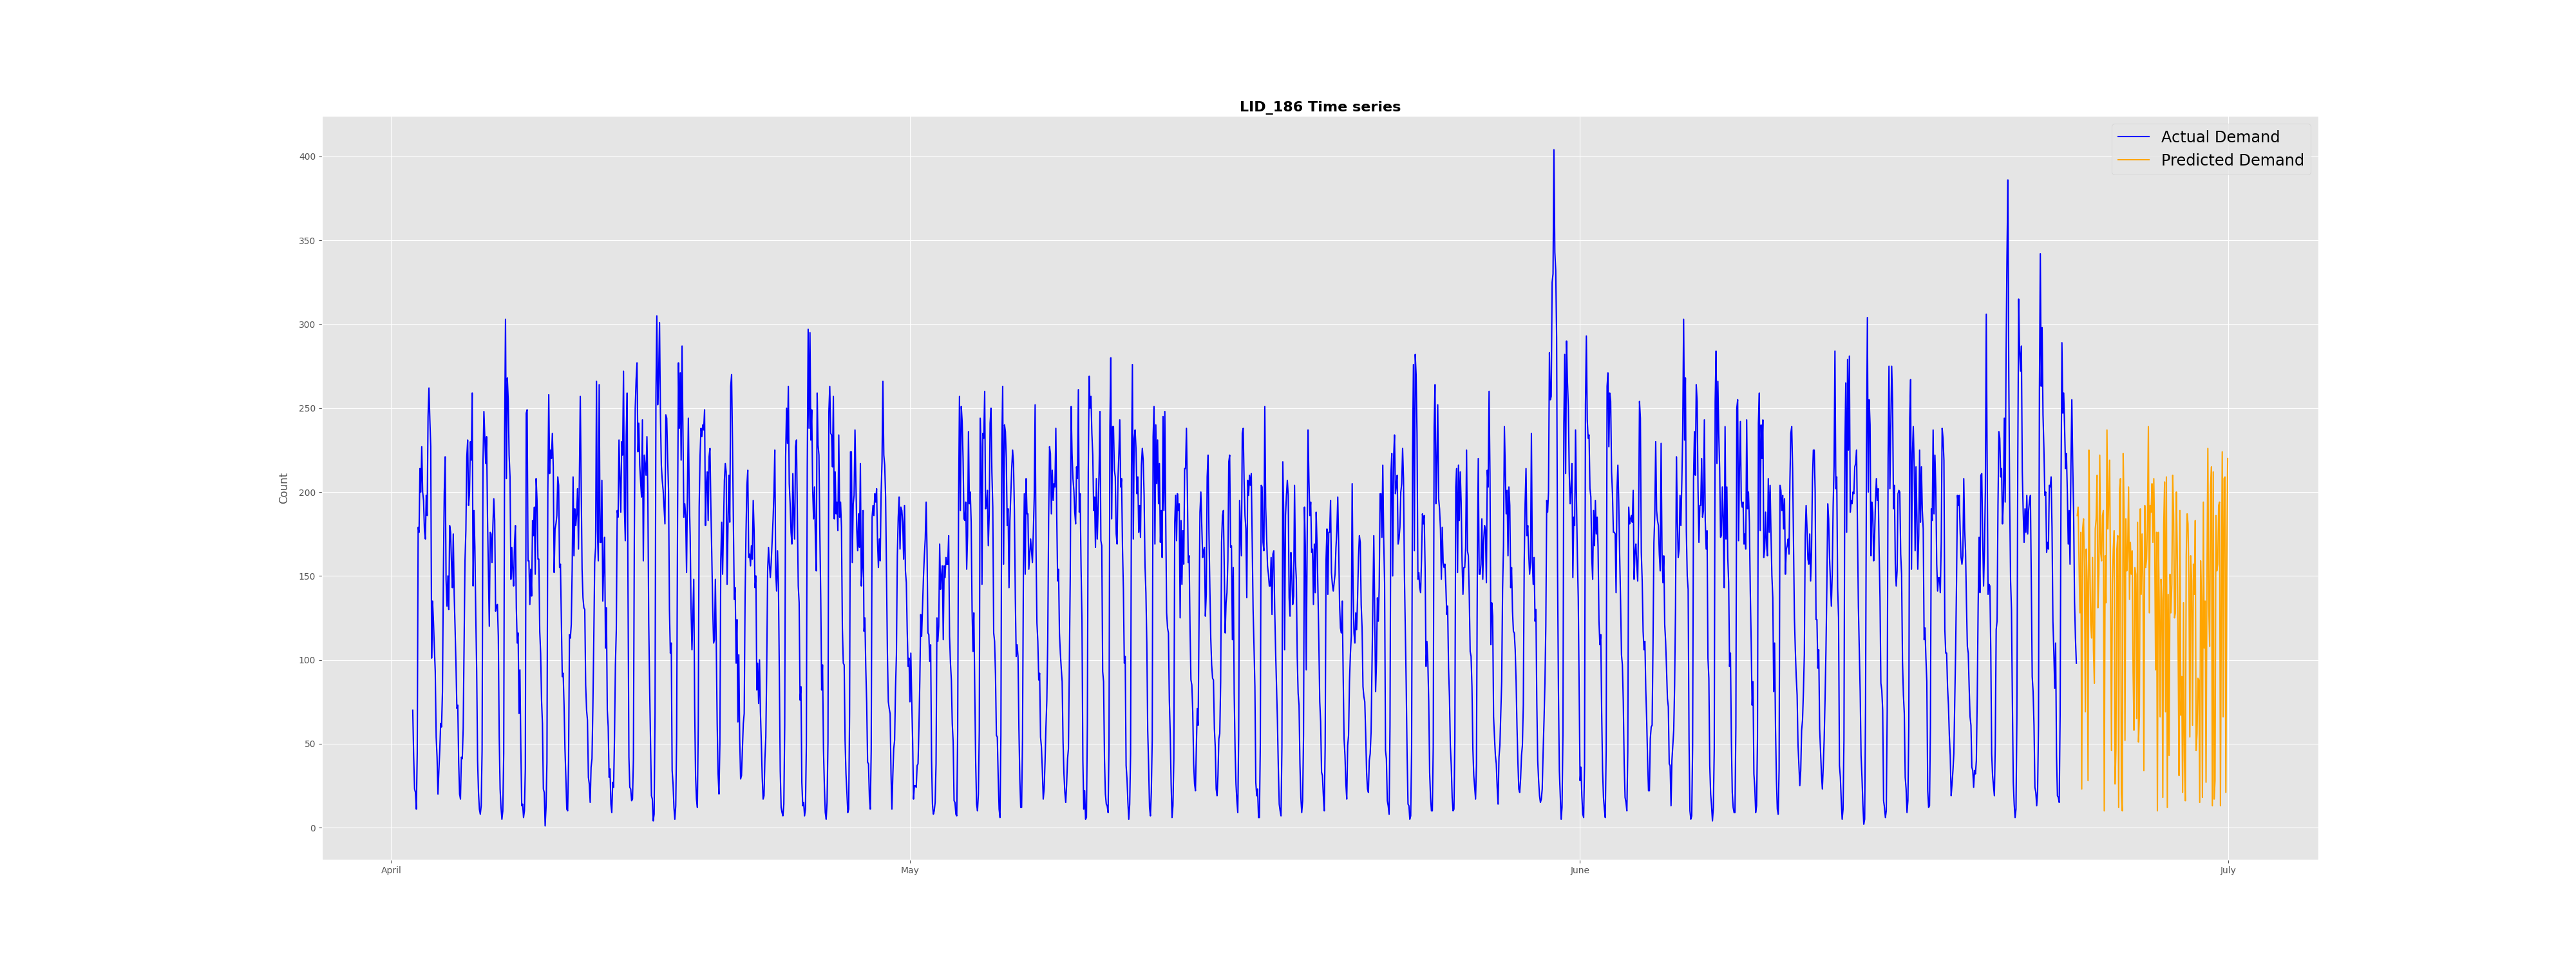 LID_186 Time series
Actual Demand
Predicted Demand
400
350
300
250
200
150
100
50
0
Count
April
May
June
July